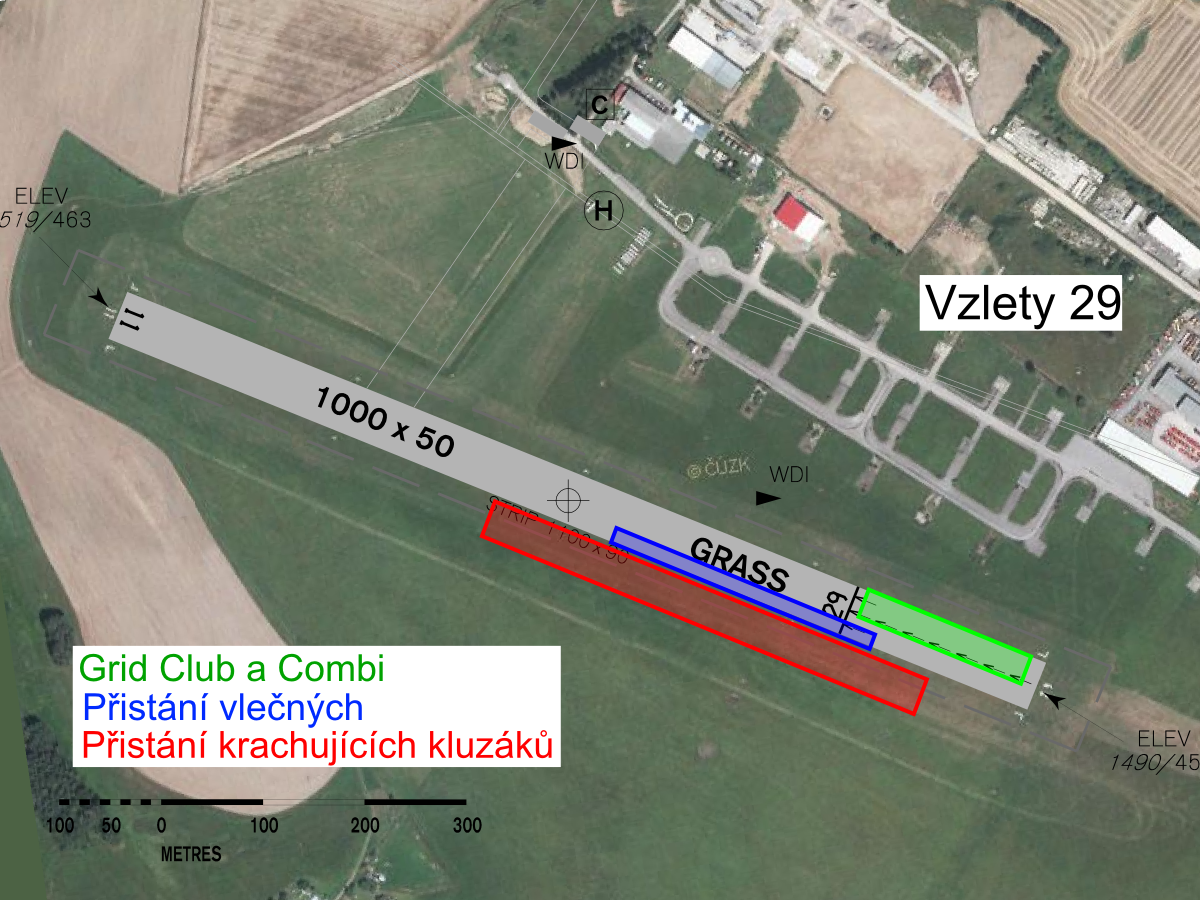 C
WDI
H
ELEV
519/463
Vzlety 29
11
1000 x 50
© ČÚZK
WDI
STRIP 1100 x 90
GRASS
29
Grid Club a Combi
Přistání vlečných
Přistání krachujících kluzáků
ELEV
1490/45
100 50 0 100 200 300
METRES